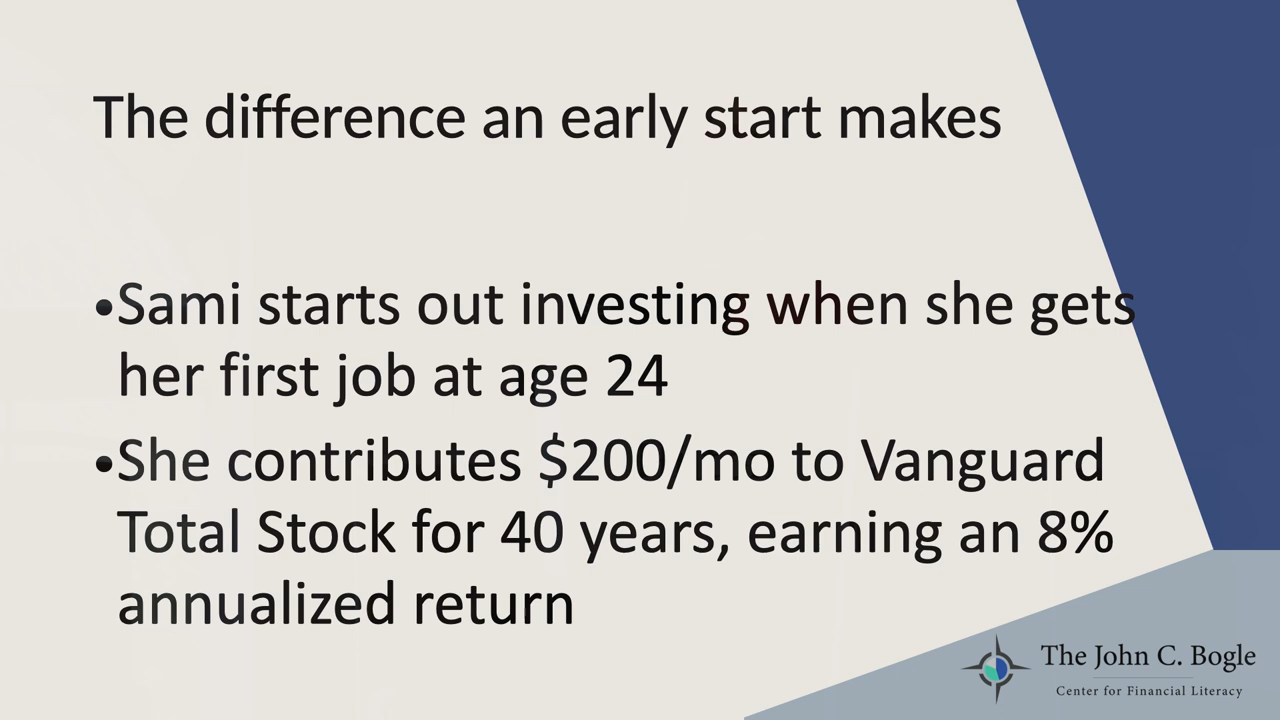 The difference an early start makes
•Sami starts out investing when she gets
her first job at age 24
•She contributes $200/mo to Vanguard
Total Stock for 40 years, earning an 8%
annualized return
The John C. Bogle
Center for Financial Literacy